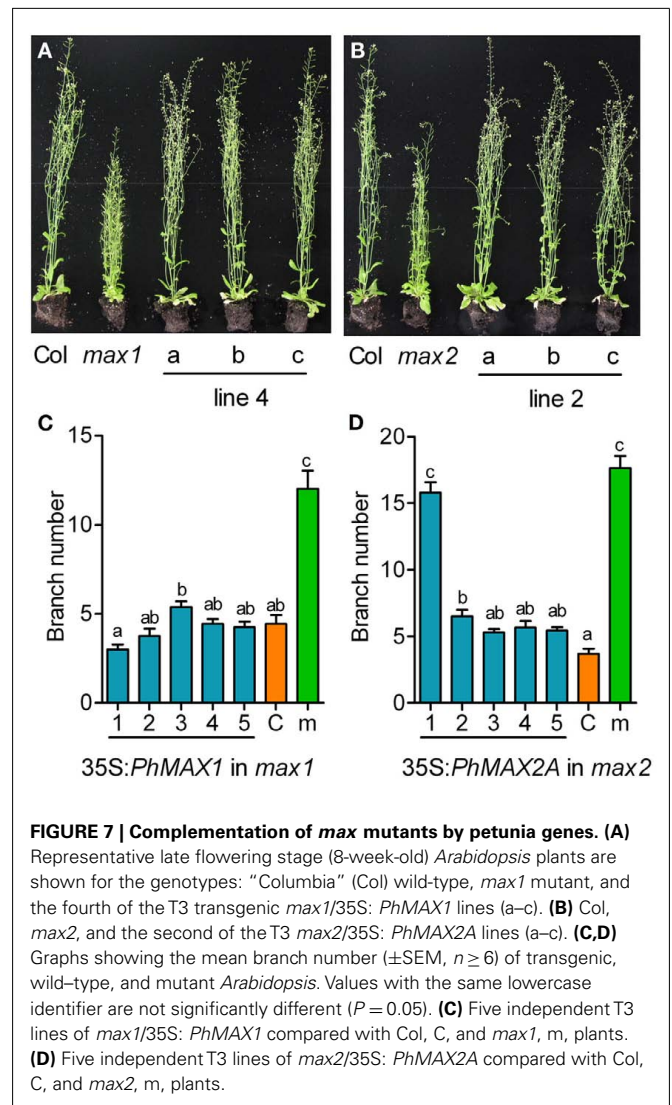 A
B
Col max1 a b c
line 4
Col max2 a b c
line 2
C
15
10
5
0
Branch number
a
ab
b
ab
ab
ab
c
1 2 3 4 5 C m
35S:PhMAX1 in max1
D
20
15
10
5
0
Branch number
c
b
ab
ab
ab
a
c
1 2 3 4 5 C m
35S:PhMAX2A in max2
FIGURE 7 | Complementation of max mutants by petunia genes. (A)
Representative late flowering stage (8-week-old) Arabidopsis plants are
shown for the genotypes: “Columbia” (Col) wild-type, max1 mutant, and
the fourth of the T3 transgenic max1/35S: PhMAX1 lines (a–c). (B) Col,
max2, and the second of the T3 max2/35S: PhMAX2A lines (a–c). (C,D)
Graphs showing the mean branch number (±SEM, n ≥ 6) of transgenic,
wild–type, and mutant Arabidopsis. Values with the same lowercase
identifier are not significantly different (P = 0.05). (C) Five independent T3
lines of max1/35S: PhMAX1 compared with Col, C, and max1, m, plants.
(D) Five independent T3 lines of max2/35S: PhMAX2A compared with Col,
C, and max2, m, plants.